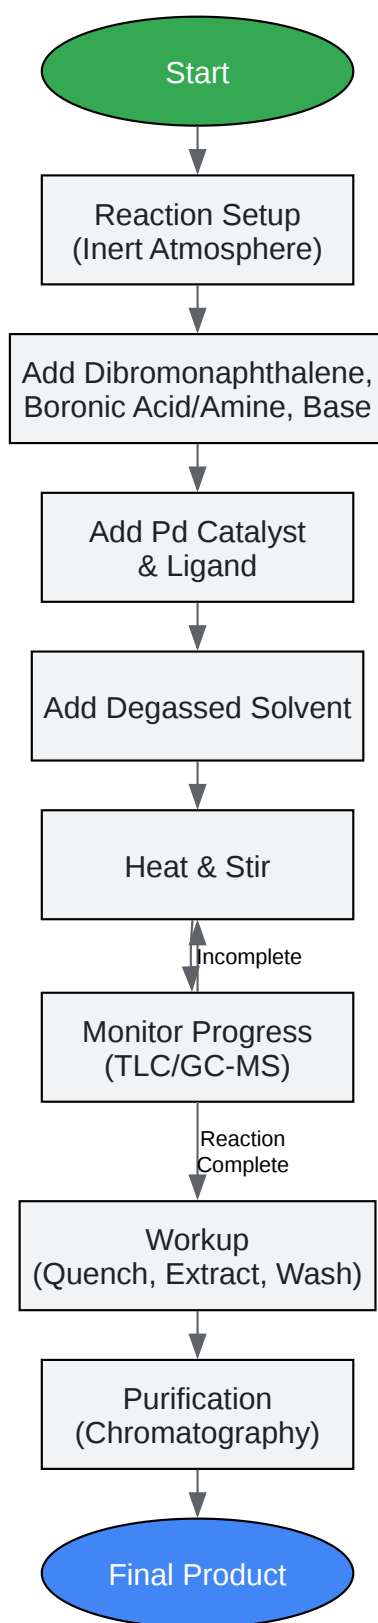 Start
Reaction Setup
(Inert Atmosphere)
Add Dibromonaphthalene,
Boronic Acid/Amine, Base
Add Pd Catalyst
& Ligand
Add Degassed Solvent
Heat & Stir
Incomplete
Monitor Progress
(TLC/GC-MS)
Reaction
Complete
Workup
(Quench, Extract, Wash)
Purification
(Chromatography)
Final Product